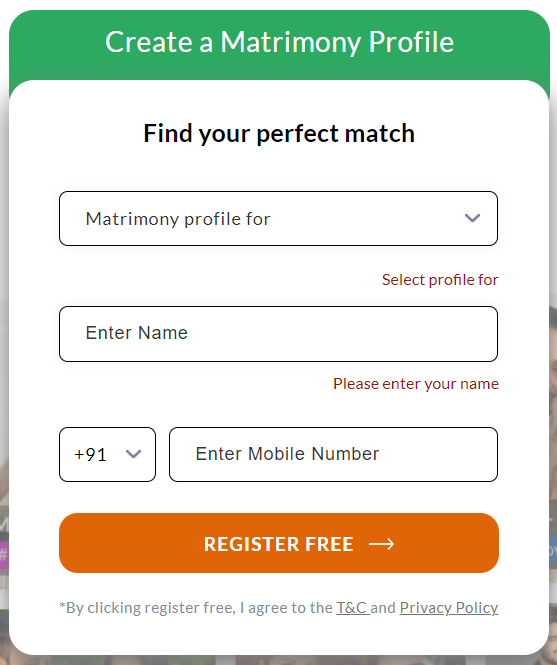 Create a Matrimony Profile
Find your perfect match
Matrimony profile for
Select profile for
Enter Name
Please enter your name
+91
Enter Mobile Number
REGISTER FREE
*By clicking register free, I agree to the T&C and Privacy Policy